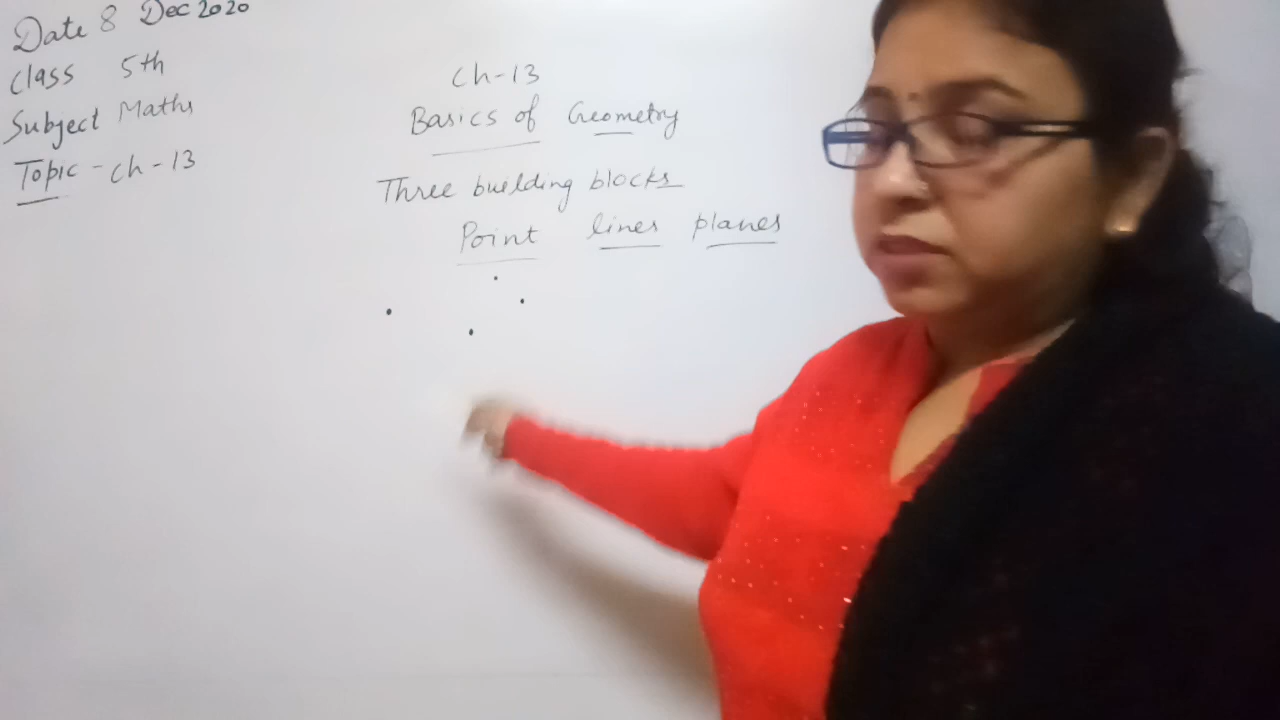 Date 8 Dec 2020
Class 5th
Subject Maths
Topic - ch-13
Ch-13
Basics of Geometry
Three building blocks
Point lines planes